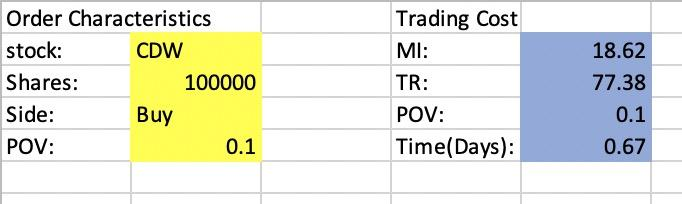 Order Characteristics Trading Cost
stock: CDW MI: 18.62
Shares: 100000 TR: 77.38
Side: Buy POV: 0.1
POV: 0.1 Time(Days): 0.67